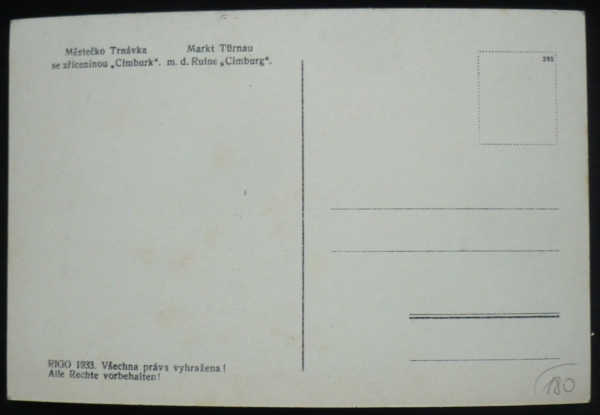 Městečko Trnávka
se zříceninou „Cimburk“.
Markt Türnau
m. d. Ruine „Cimburg“.
295
RIGO 1933. Všechna práva vyhražena!
Alle Rechte vorbehalten!
180